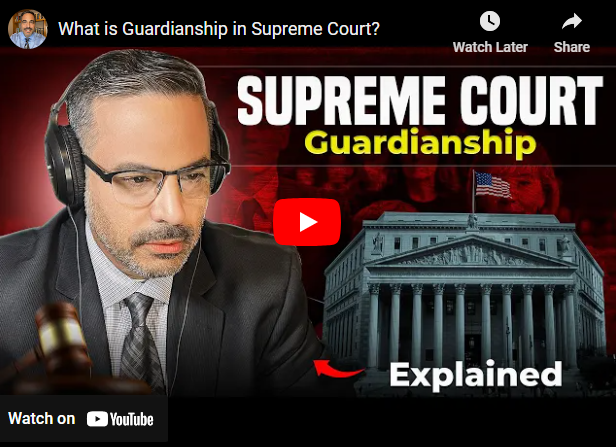 What is Guardianship in Supreme Court?
Watch Later
Share
SUPREME COURT
Guardianship
Explained
Watch on YouTube